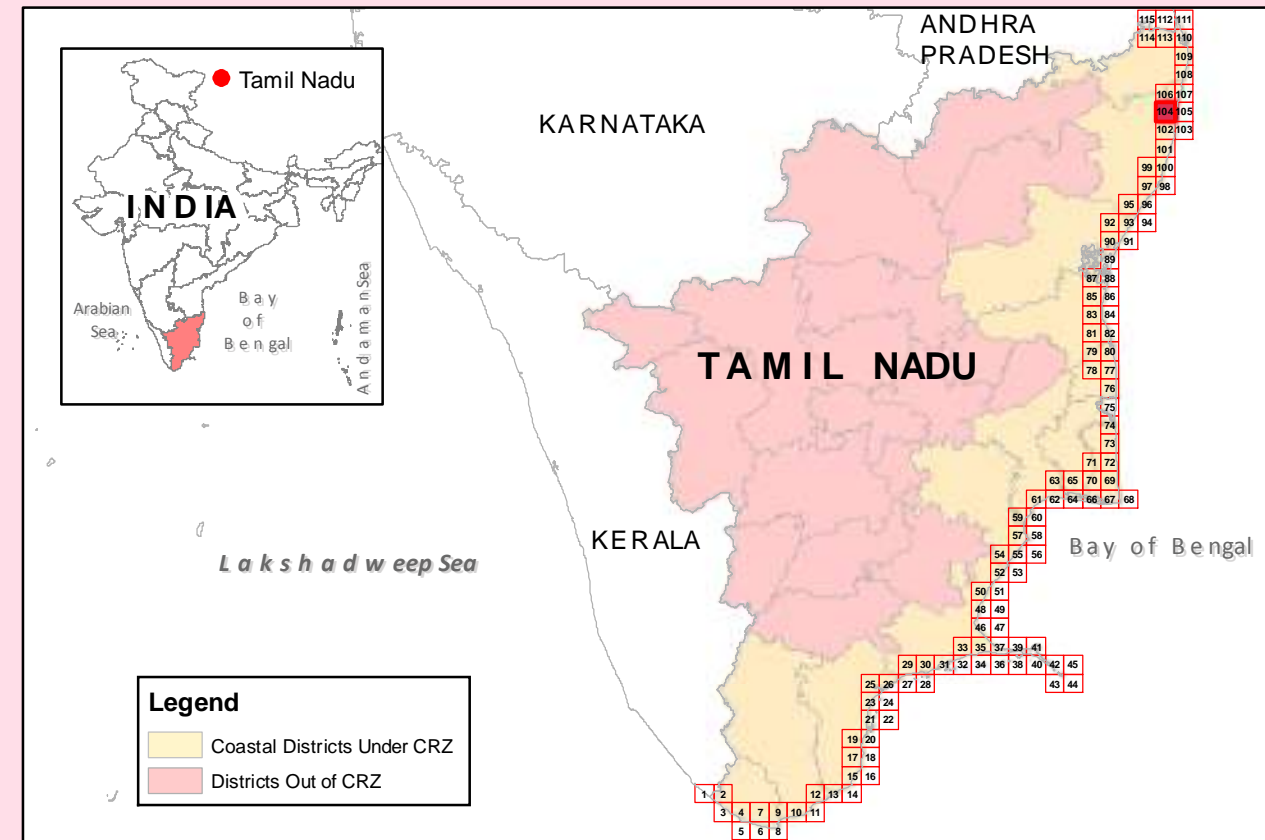 ANDHRA
PRADESH
115 112 111
114 113 110
109
108
106 107
104 105
102 103
101
99 100
97 98
95 96
92 93 94
90 91
89
87 88
85 86
83 84
81 82
79 80
78 77
76
75
74
73
71 72
63 65 70 69
61 62 64 66 67 68
59 60
57 58
54 55 56
52 53
50 51
48 49
46 47
33 35 37 39 41
29 30 31 32 34 36 38 40 42 45
25 26 27 28 43 44
23 24
21 22
19 20
17 18
15 16
1 2 12 13 14
3 4 7 9 10 11
5 6 8
Tamil Nadu
INDIA
Arabian
Sea
Bay
of
Bengal
Andaman Sea
KARNATAKA
TAMIL NADU
KERALA
Lakshadweep Sea
Bay of Bengal
Legend
Coastal Districts Under CRZ
Districts Out of CRZ